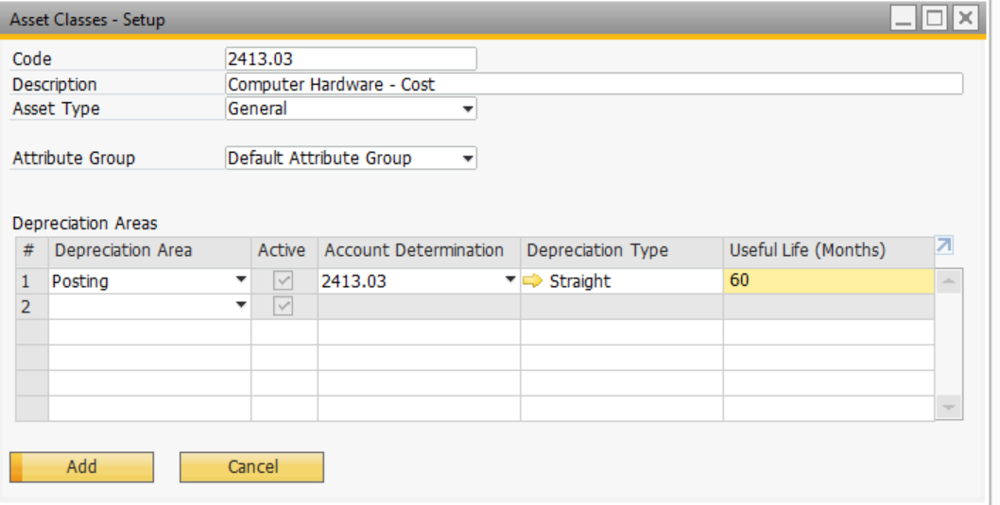 Asset Classes - Setup
Code 2413.03
Description Computer Hardware - Cost
Asset Type General
Attribute Group Default Attribute Group
Depreciation Areas
# Depreciation Area Active Account Determination Depreciation Type Useful Life (Months)
1 Posting 2413.03 Straight 60
2
Add Cancel